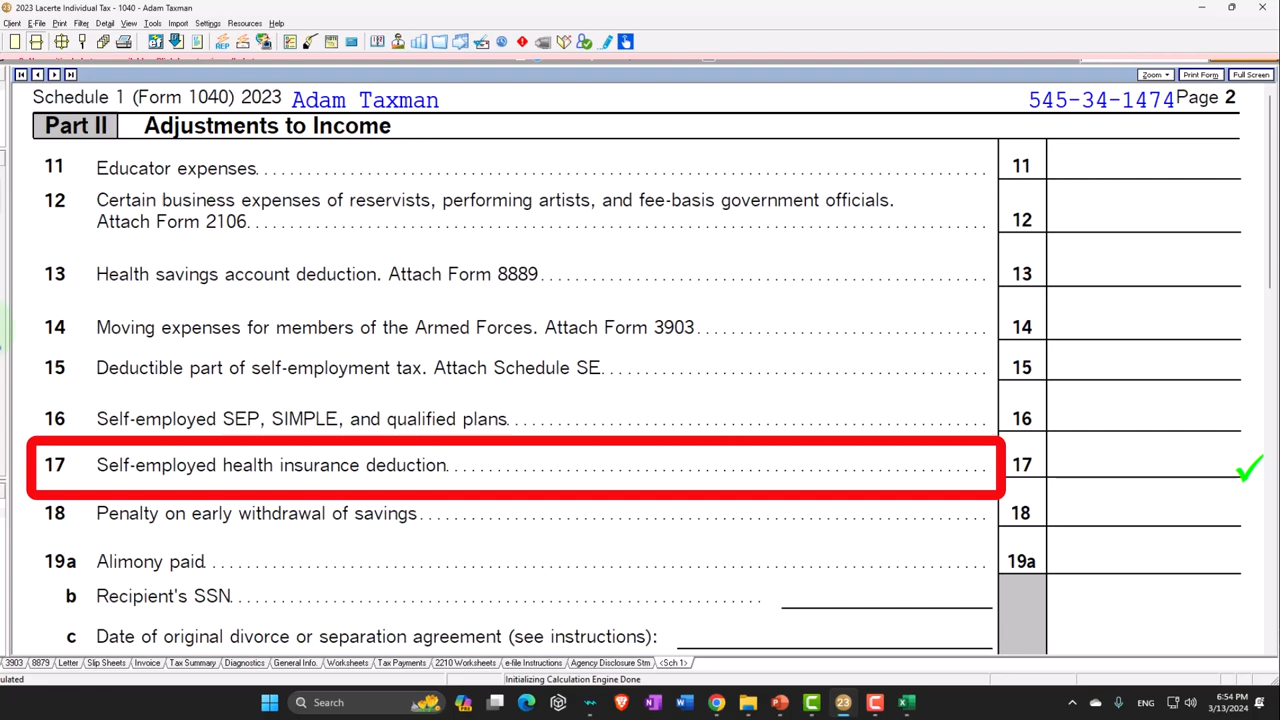 2023 Lacerte Individual Tax - 1040 - Adam Taxman
Client E-File Print Filter Detail View Tools Import Settings Resources Help
REP
Zoom Print Form Full Screen
Schedule 1 (Form 1040) 2023 Adam Taxman 545-34-1474 Page 2
Part II Adjustments to Income
11 Educator expenses 11
12 Certain business expenses of reservists, performing artists, and fee-basis government officials.
Attach Form 2106 12
13 Health savings account deduction. Attach Form 8889 13
14 Moving expenses for members of the Armed Forces. Attach Form 3903 14
15 Deductible part of self-employment tax. Attach Schedule SE 15
16 Self-employed SEP, SIMPLE, and qualified plans 16
17 Self-employed health insurance deduction 17
18 Penalty on early withdrawal of savings 18
19a Alimony paid 19a
b Recipient's SSN
c Date of original divorce or separation agreement (see instructions):
3903 8879 Letter Slip Sheets Invoice Tax Summary Diagnostics General Info. Worksheets Tax Payments 2210 Worksheets e-file Instructions Agency Disclosure Stm <Sch 1>
ulated Initializing Calculation Engine Done
Search
23
ENG
6:54 PM
3/13/2024